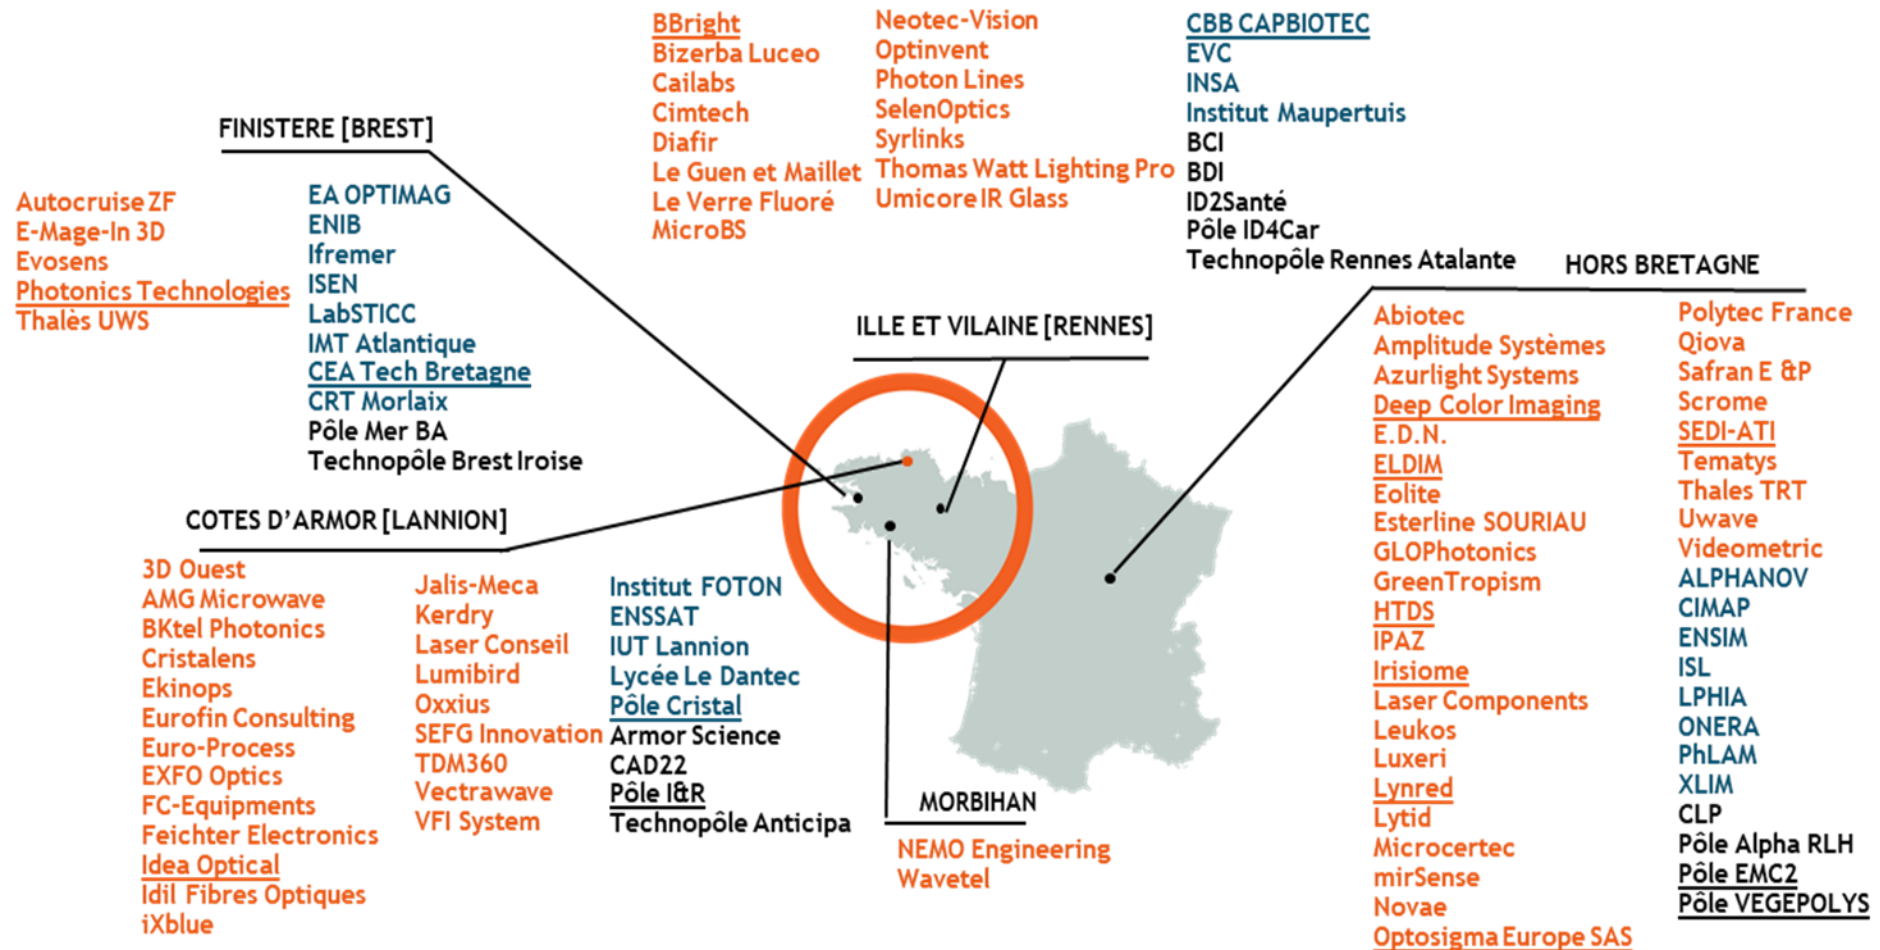 BBright
Bizerba Luceo
Cailabs
Cimtech
Diafir
Le Guen et Maillet
Le Verre Fluoré
MicroBS
Neotec-Vision
Optinvent
Photon Lines
SelenOptics
Syrlinks
Thomas Watt Lighting Pro
Umicore IR Glass
CBB CAPBIOTEC
EVC
INSA
Institut Maupertuis
BCI
BDI
ID2Santé
Pôle ID4Car
Technopôle Rennes Atalante
FINISTERE [BREST]
Autocruise ZF
E-Mage-In 3D
Evosens
Photonics Technologies
Thalès UWS
EA OPTIMAG
ENIB
Ifremer
ISEN
LabSTICC
IMT Atlantique
CEA Tech Bretagne
CRT Morlaix
Pôle Mer BA
Technopôle Brest Iroise
ILLE ET VILAINE [RENNES]
HORS BRETAGNE
Abiotec
Amplitude Systèmes
Azurlight Systems
Deep Color Imaging
E.D.N.
ELDIM
Eolite
Esterline SOURIAU
GLOPhotonics
GreenTropism
HTDS
IPAZ
Irisiome
Laser Components
Leukos
Luxeri
Lynred
Lytid
Microcertec
mirSense
Novae
Optosigma Europe SAS
Polytec France
Qiova
Safran E &P
Scrome
SEDI-ATI
Tematys
Thales TRT
Uwave
Videometric
ALPHANOV
CIMAP
ENSIM
ISL
LPHIA
ONERA
PhLAM
XLIM
CLP
Pôle Alpha RLH
Pôle EMC2
Pôle VEGEPOLYS
COTES D'ARMOR [LANNION]
3D Ouest
AMG Microwave
BKtel Photonics
Cristalens
Ekinops
Eurofin Consulting
Euro-Process
EXFO Optics
FC-Equipments
Feichter Electronics
Idea Optical
Idil Fibres Optiques
iXblue
Jalis-Meca
Kerdry
Laser Conseil
Lumibird
Oxxius
SEFG Innovation
TDM360
Vectrawave
VFI System
Institut FOTON
ENSSAT
IUT Lannion
Lycée Le Dantec
Pôle Cristal
Armor Science
CAD22
Pôle I&R
Technopôle Anticipa
MORBIHAN
NEMO Engineering
Wavetel